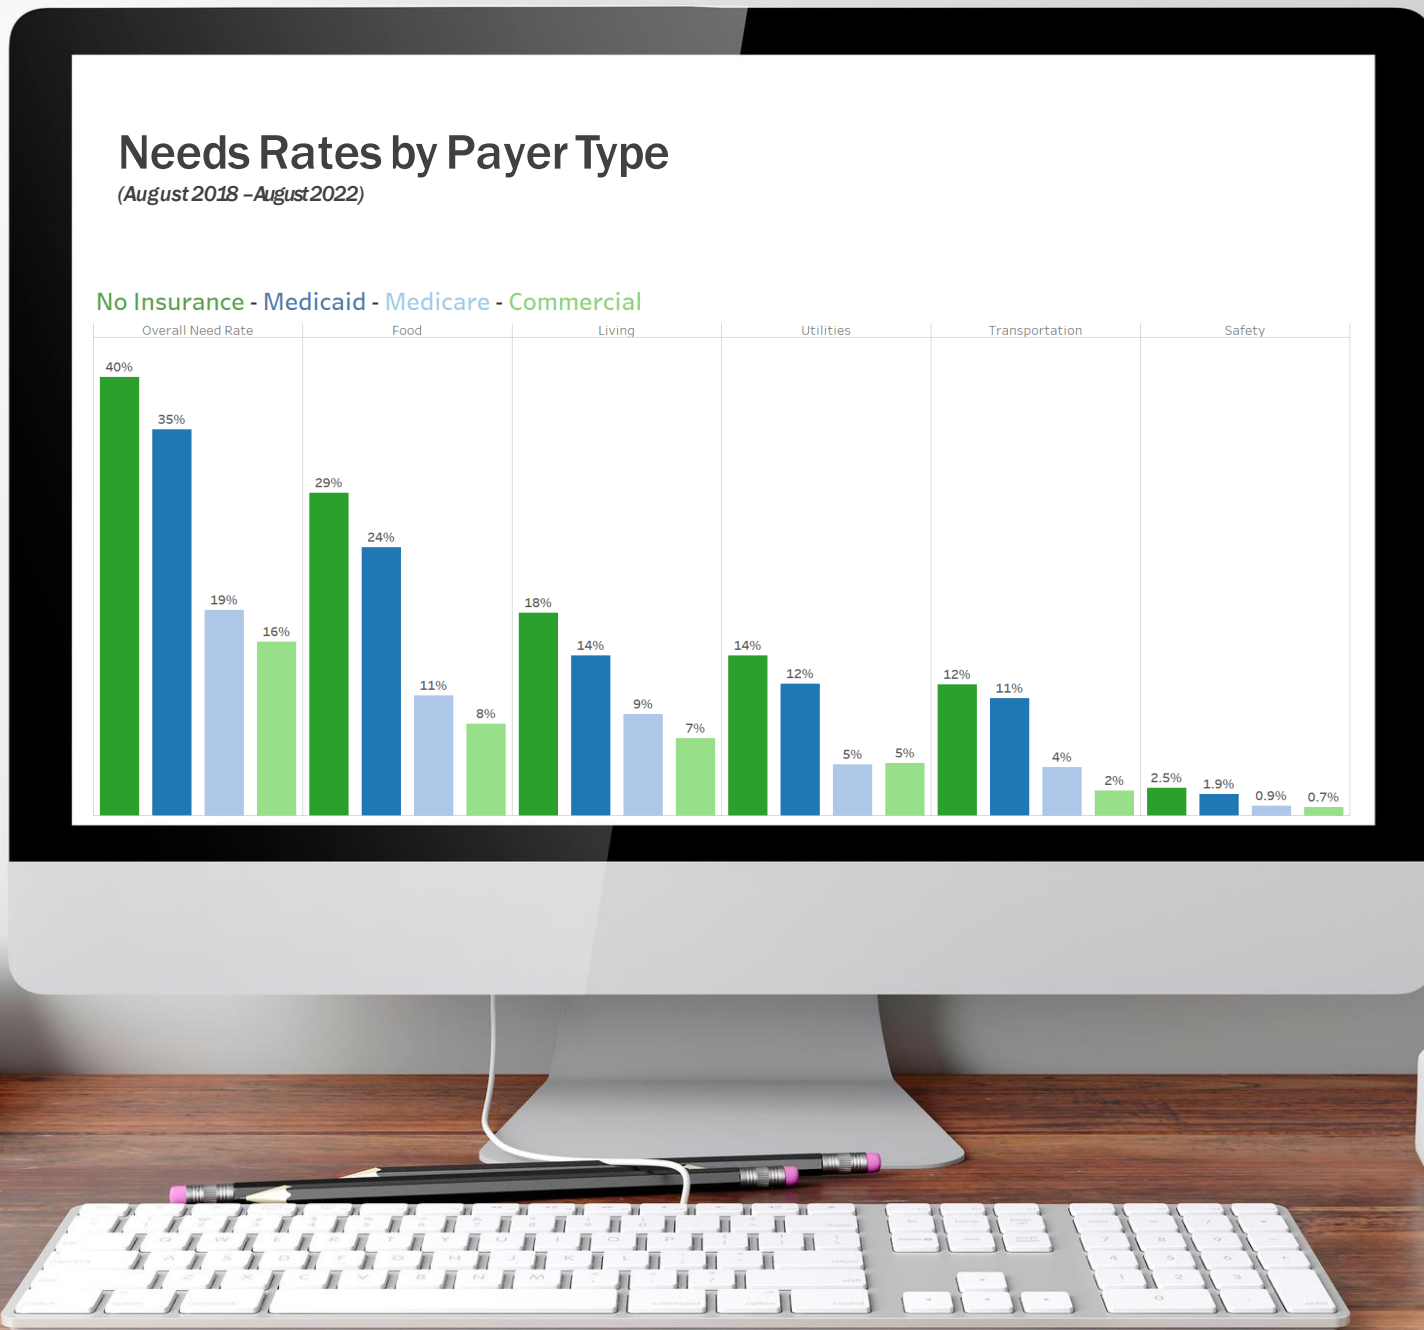 Needs Rates by Payer Type
(August 2018 – August 2022)
No Insurance - Medicaid - Medicare - Commercial
Overall Need Rate Food Living Utilities Transportation Safety
40% 35% 19% 16%
29% 24% 11% 8%
18% 14% 9% 7%
14% 12% 5% 5%
12% 11% 4% 2%
2.5% 1.9% 0.9% 0.7%
Q W E R T Y U I O P
A S D F G H J K L
Z X C V B N M